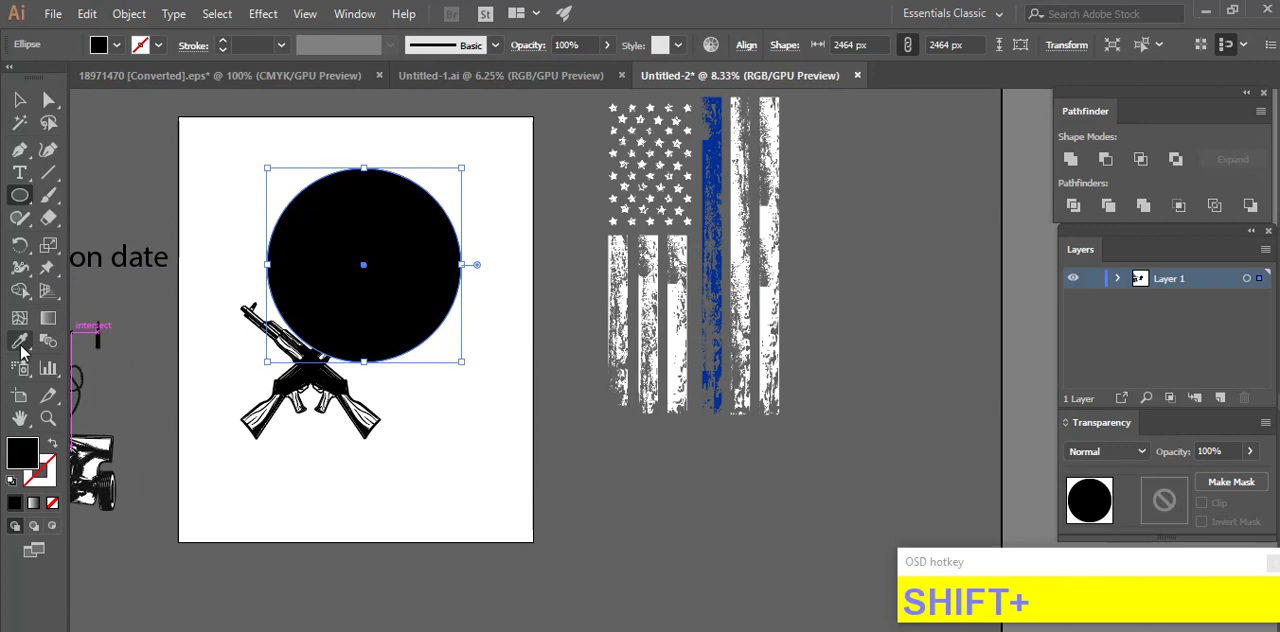 Ai File Edit Object Type Select Effect View Window Help Br St Essentials Classic Search Adobe Stock
Ellipse Stroke: Basic Opacity: 100% Style: Align Shape: 2464 px 2464 px Transform
18971470 [Converted].eps* @ 100% (CMYK/GPU Preview) Untitled-1.ai @ 6.25% (RGB/GPU Preview) Untitled-2* @ 8.33% (RGB/GPU Preview)
Pathfinder
Shape Modes:
Expand
Pathfinders:
Layers
Layer 1
1 Layer
Transparency
Normal Opacity: 100%
Make Mask
Clip
Invert Mask
on date
intersect
OSD hotkey
SHIFT+